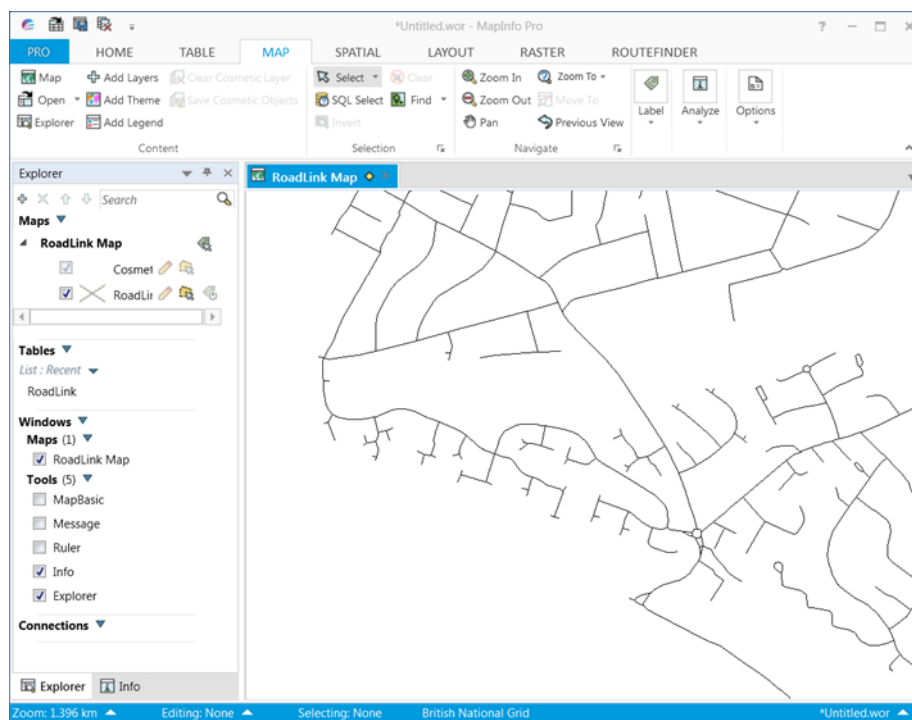 *Untitled.wor - MapInfo Pro
?
PRO HOME TABLE MAP SPATIAL LAYOUT RASTER ROUTEFINDER
Map Add Layers Clear Cosmetic Layer Select Clear Zoom In Zoom To
Open Add Theme Save Cosmetic Objects SQL Select Find Zoom Out Move To
Explorer Add Legend Invert Pan Previous View
Label Analyze Options
Content Selection Navigate
Explorer
RoadLink Map
Search
Maps
RoadLink Map
Cosmet
RoadLir
Tables
List : Recent
RoadLink
Windows
Maps (1)
RoadLink Map
Tools (5)
MapBasic
Message
Ruler
Info
Explorer
Connections
Explorer Info
Zoom: 1.396 km Editing: None Selecting: None British National Grid *Untitled.wor